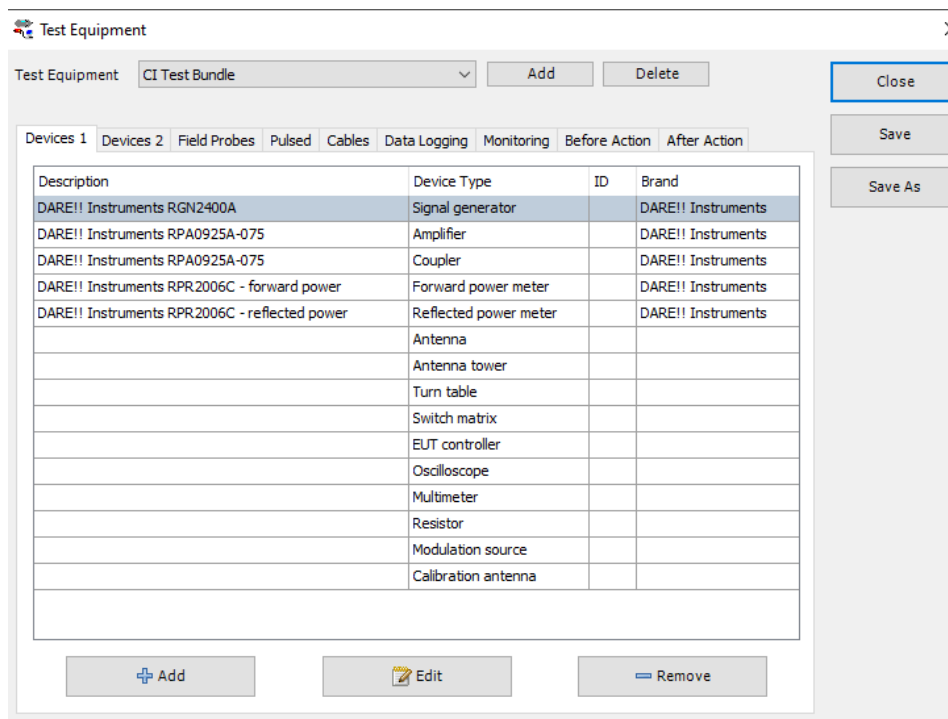 Test Equipment
Test Equipment CI Test Bundle Add Delete Close
Save
Save As
Devices 1 Devices 2 Field Probes Pulsed Cables Data Logging Monitoring Before Action After Action
Description Device Type ID Brand
DARE!! Instruments RGN2400A Signal generator DARE!! Instruments
DARE!! Instruments RPA0925A-075 Amplifier DARE!! Instruments
DARE!! Instruments RPA0925A-075 Coupler DARE!! Instruments
DARE!! Instruments RPR2006C - forward power Forward power meter DARE!! Instruments
DARE!! Instruments RPR2006C - reflected power Reflected power meter DARE!! Instruments
Antenna
Antenna tower
Turn table
Switch matrix
EUT controller
Oscilloscope
Multimeter
Resistor
Modulation source
Calibration antenna
Add Edit Remove